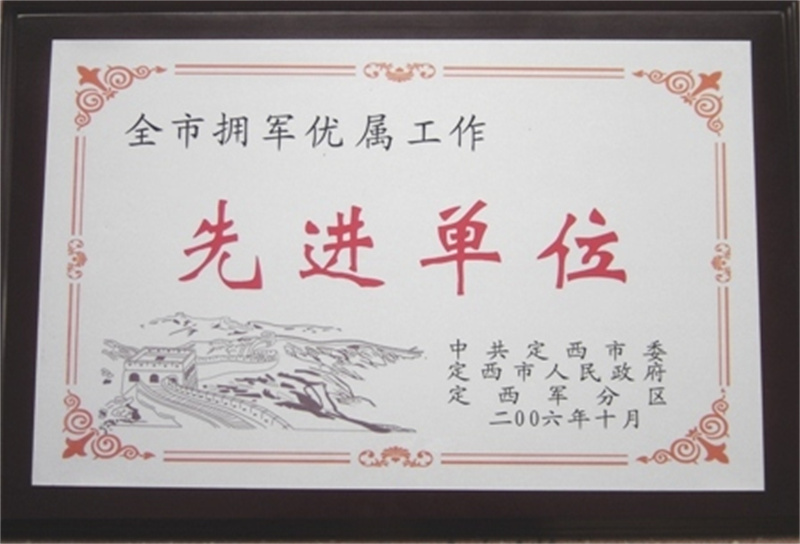 全市拥军优属工作
先进单位
中共定西市委
定西市人民政府
定西军分区
二00六年十月